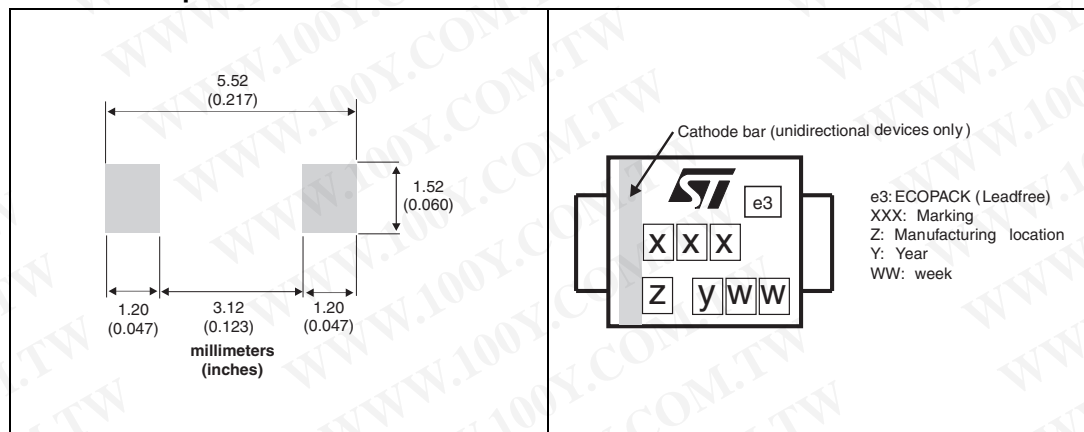 5.52
(0.217)
1.52
(0.060)
1.20
(0.047)
3.12
(0.123)
1.20
(0.047)
millimeters
(inches)
Cathode bar (unidirectional devices only)
ST
e3
x x x
z y w w
e3: ECOPACK (Leadfree)
XXX: Marking
Z: Manufacturing location
Y: Year
WW: week
WWW.100Y.COM.TW